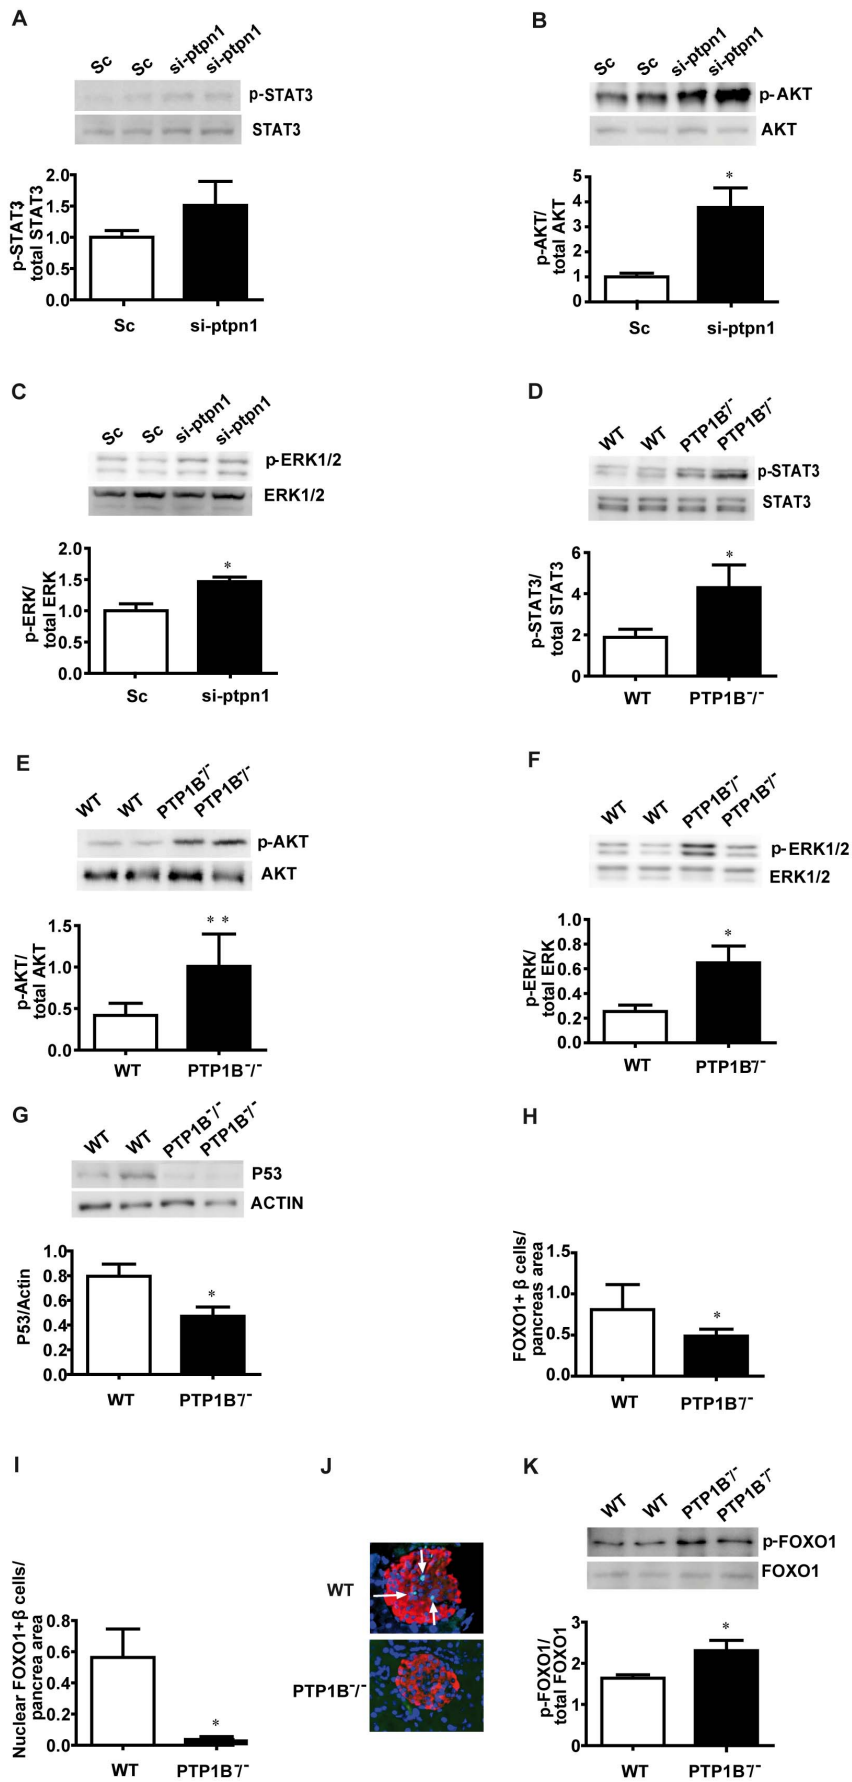 A
Sc Sc si-ptpn1 si-ptpn1
p-STAT3
STAT3
p-STAT3
total STAT3
2.0
1.5
1.0
0.5
0.0
Sc si-ptpn1
B
Sc Sc si-ptpn1 si-ptpn1
p-AKT
AKT
p-AKT/
total AKT
*
5
4
3
2
1
0
Sc si-ptpn1
C
Sc Sc si-ptpn1 si-ptpn1
p-ERK1/2
ERK1/2
p-ERK/
total ERK
*
2.0
1.5
1.0
0.5
0.0
Sc si-ptpn1
D
WT WT PTP1B-/- PTP1B-/-
p-STAT3
STAT3
p-STAT3/
total STAT3
*
6
4
2
0
WT PTP1B-/-
E
WT WT PTP1B-/- PTP1B-/-
p-AKT
AKT
p-AKT/
total AKT
* *
1.5
1.0
0.5
0.0
WT PTP1B-/-
F
WT WT PTP1B-/- PTP1B-/-
p-ERK1/2
ERK1/2
p-ERK/
total ERK
*
1.0
0.8
0.6
0.4
0.2
0.0
WT PTP1B-/-
G
WT WT PTP1B-/- PTP1B-/-
P53
ACTIN
P53/Actin
*
1.0
0.8
0.6
0.4
0.2
0.0
WT PTP1B-/-
H
FOXO1+ β cells/
pancreas area
*
1.5
1.0
0.5
0.0
WT PTP1B-/-
I
Nuclear FOXO1+β cells/
pancrea area
*
0.8
0.6
0.4
0.2
0.0
WT PTP1B-/-
J
WT
PTP1B-/-
K
WT WT PTP1B-/- PTP1B-/-
p-FOXO1
FOXO1
p-FOXO1/
total FOXO1
*
3
2
1
0
WT PTP1B-/-